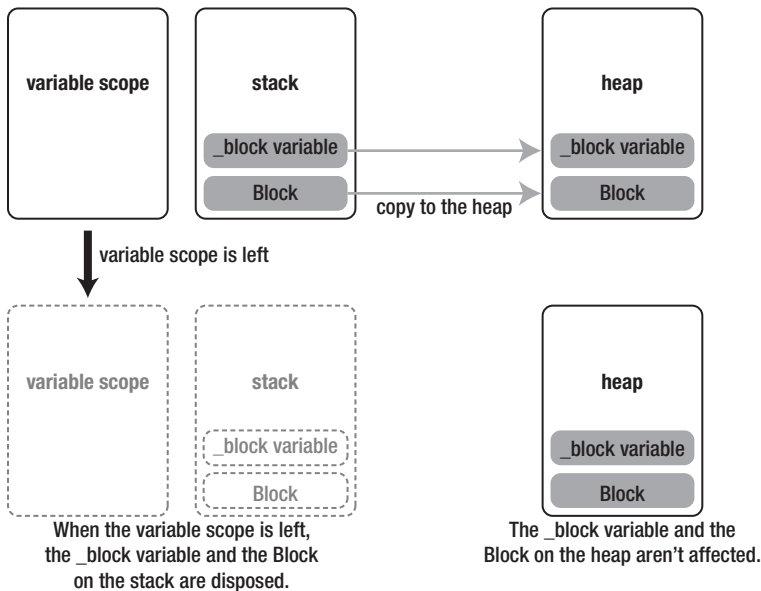 variable scope
stack
heap
_block variable
_block variable
Block
Block
copy to the heap
variable scope is left
variable scope
stack
heap
_block variable
_block variable
Block
Block
When the variable scope is left,
the _block variable and the Block
on the stack are disposed.
The _block variable and the
Block on the heap aren't affected.